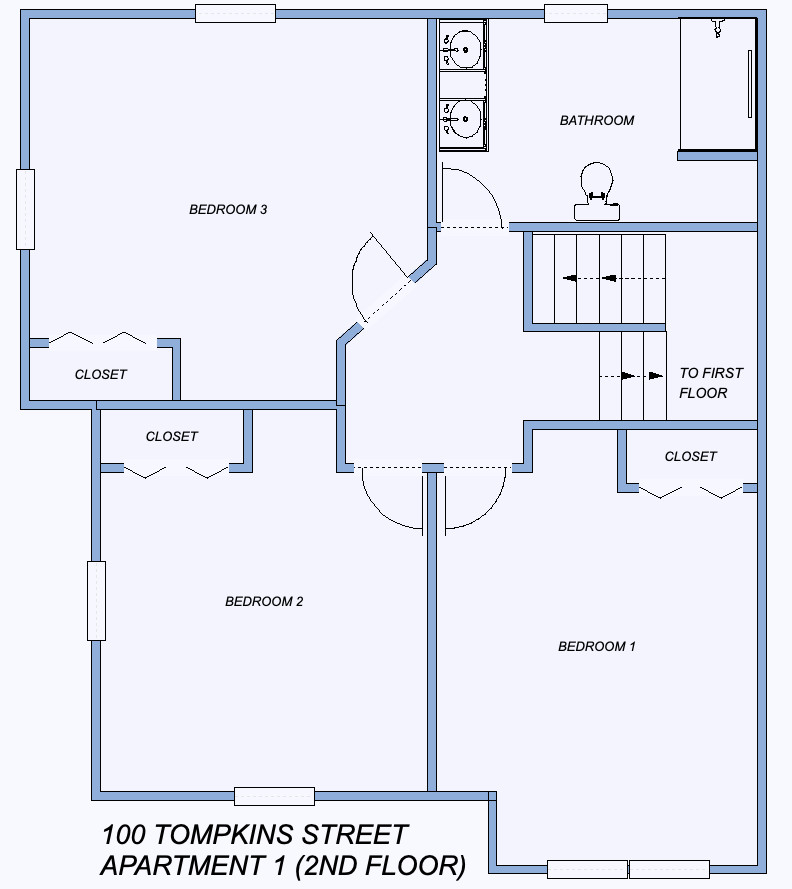 BATHROOM
BEDROOM 3
CLOSET
TO FIRST
FLOOR
CLOSET
CLOSET
BEDROOM 2
BEDROOM 1
100 TOMPKINS STREET
APARTMENT 1 (2ND FLOOR)